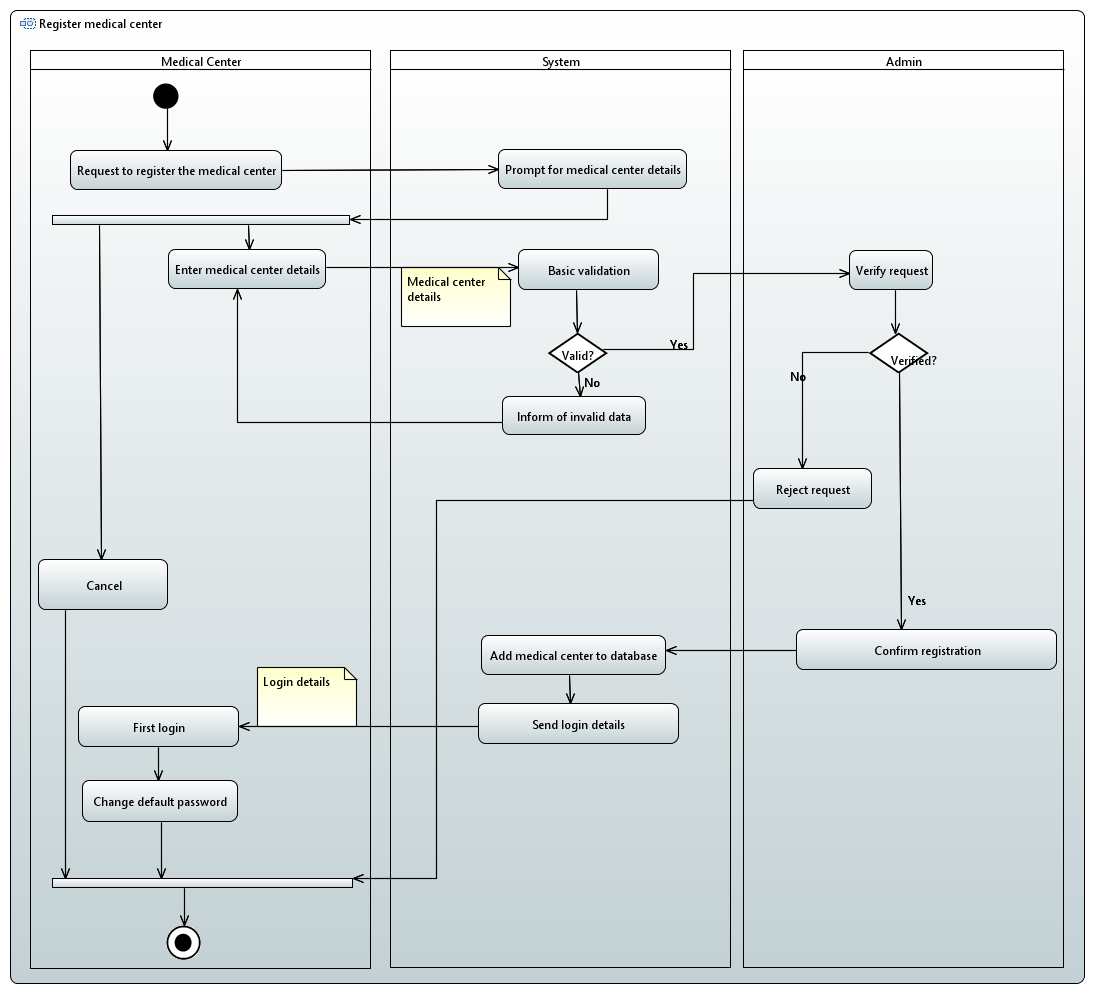 Register medical center
Medical Center
System
Admin
Request to register the medical center
Prompt for medical center details
Enter medical center details
Medical center
details
Basic validation
Verify request
Valid?
Yes
No
Verified?
No
Inform of invalid data
Reject request
Cancel
Yes
Add medical center to database
Confirm registration
Login details
First login
Send login details
Change default password